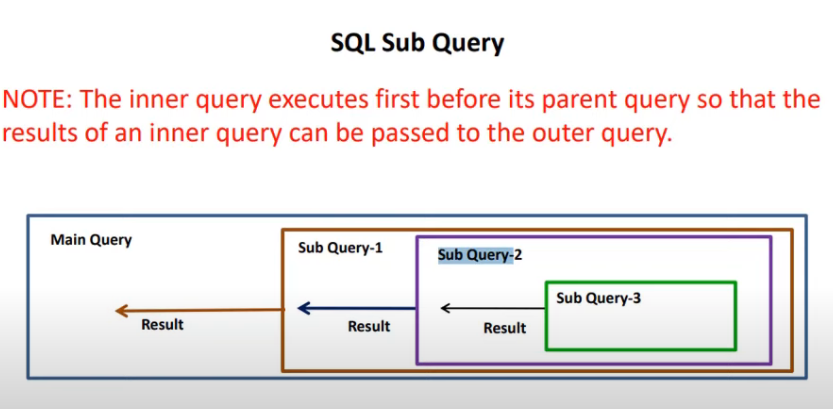 SQL Sub Query
NOTE: The inner query executes first before its parent query so that the
results of an inner query can be passed to the outer query.
Main Query
Sub Query-1
Sub Query-2
Sub Query-3
Result
Result
Result